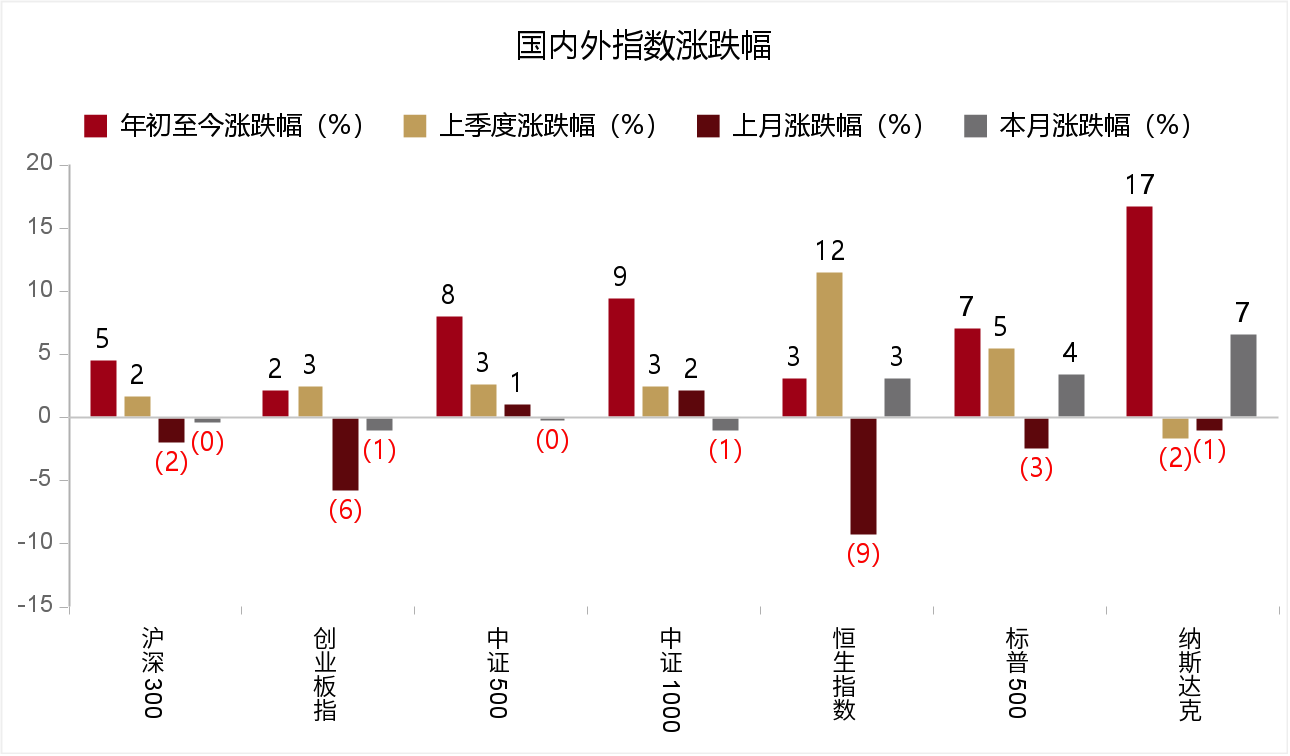 国内外指数涨跌幅
年初至今涨跌幅（%） 上季度涨跌幅（%） 上月涨跌幅（%） 本月涨跌幅（%）
20
15
10
5
0
-5
-10
-15
5 2 (2) (0)
2 3 (6) (1)
8 3 1 (0)
9 3 2 (1)
3 12 (9) 3
7 5 (3) 4
17 (2) (1) 7
沪深300
创业板指
中证500
中证1000
恒生指数
标普500
纳斯达克